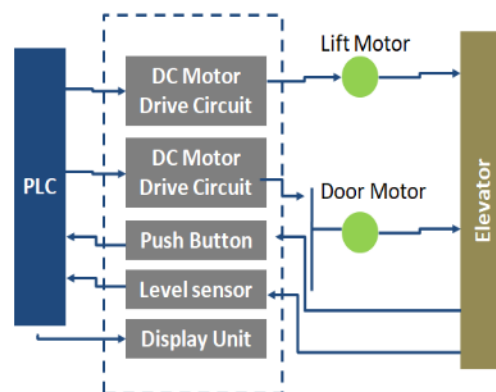 PLC
DC Motor
Drive Circuit
DC Motor
Drive Circuit
Push Button
Level sensor
Display Unit
Lift Motor
Door Motor
Elevator